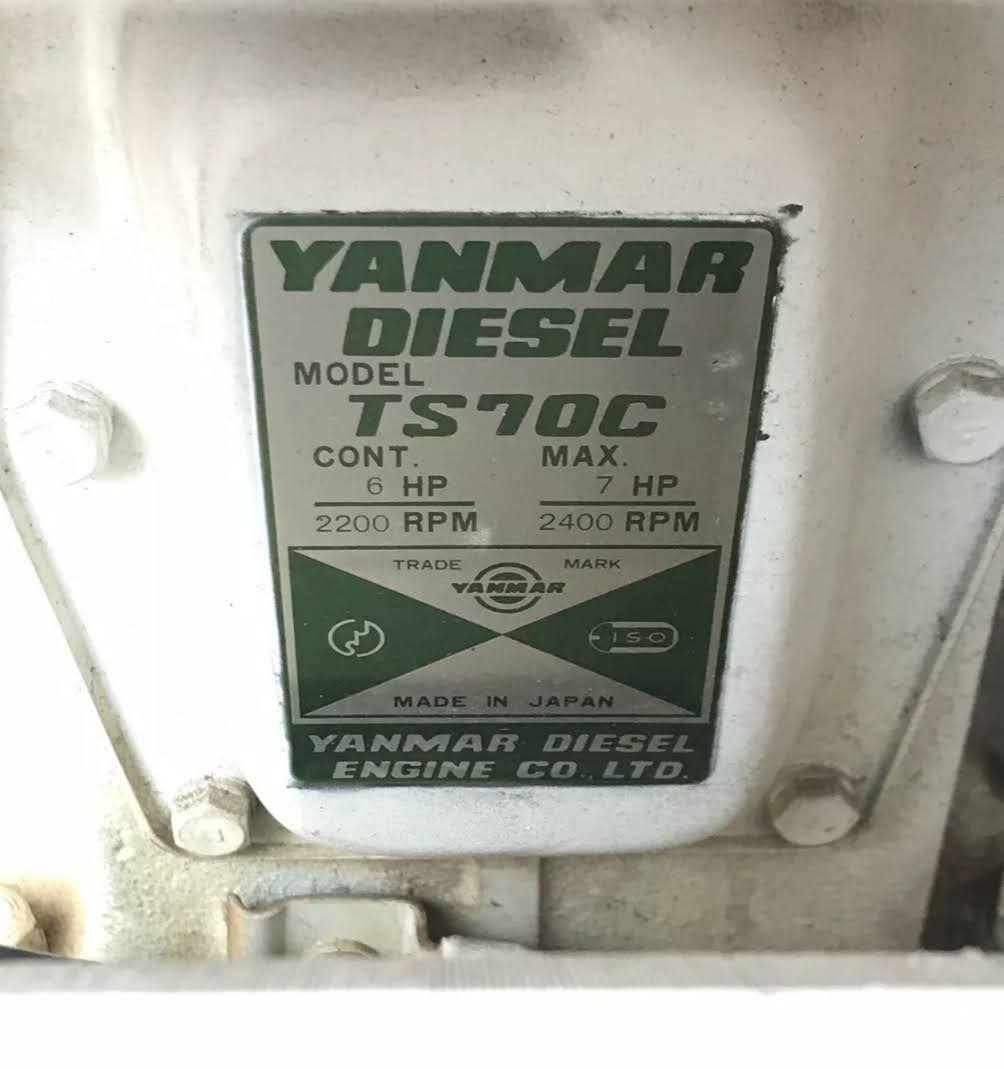 YANMAR
DIESEL
MODEL
TS70C
CONT. MAX.
6 HP 7 HP
2200 RPM 2400 RPM
TRADE MARK
YANMAR
ISO
MADE IN JAPAN
YANMAR DIESEL
ENGINE CO., LTD.